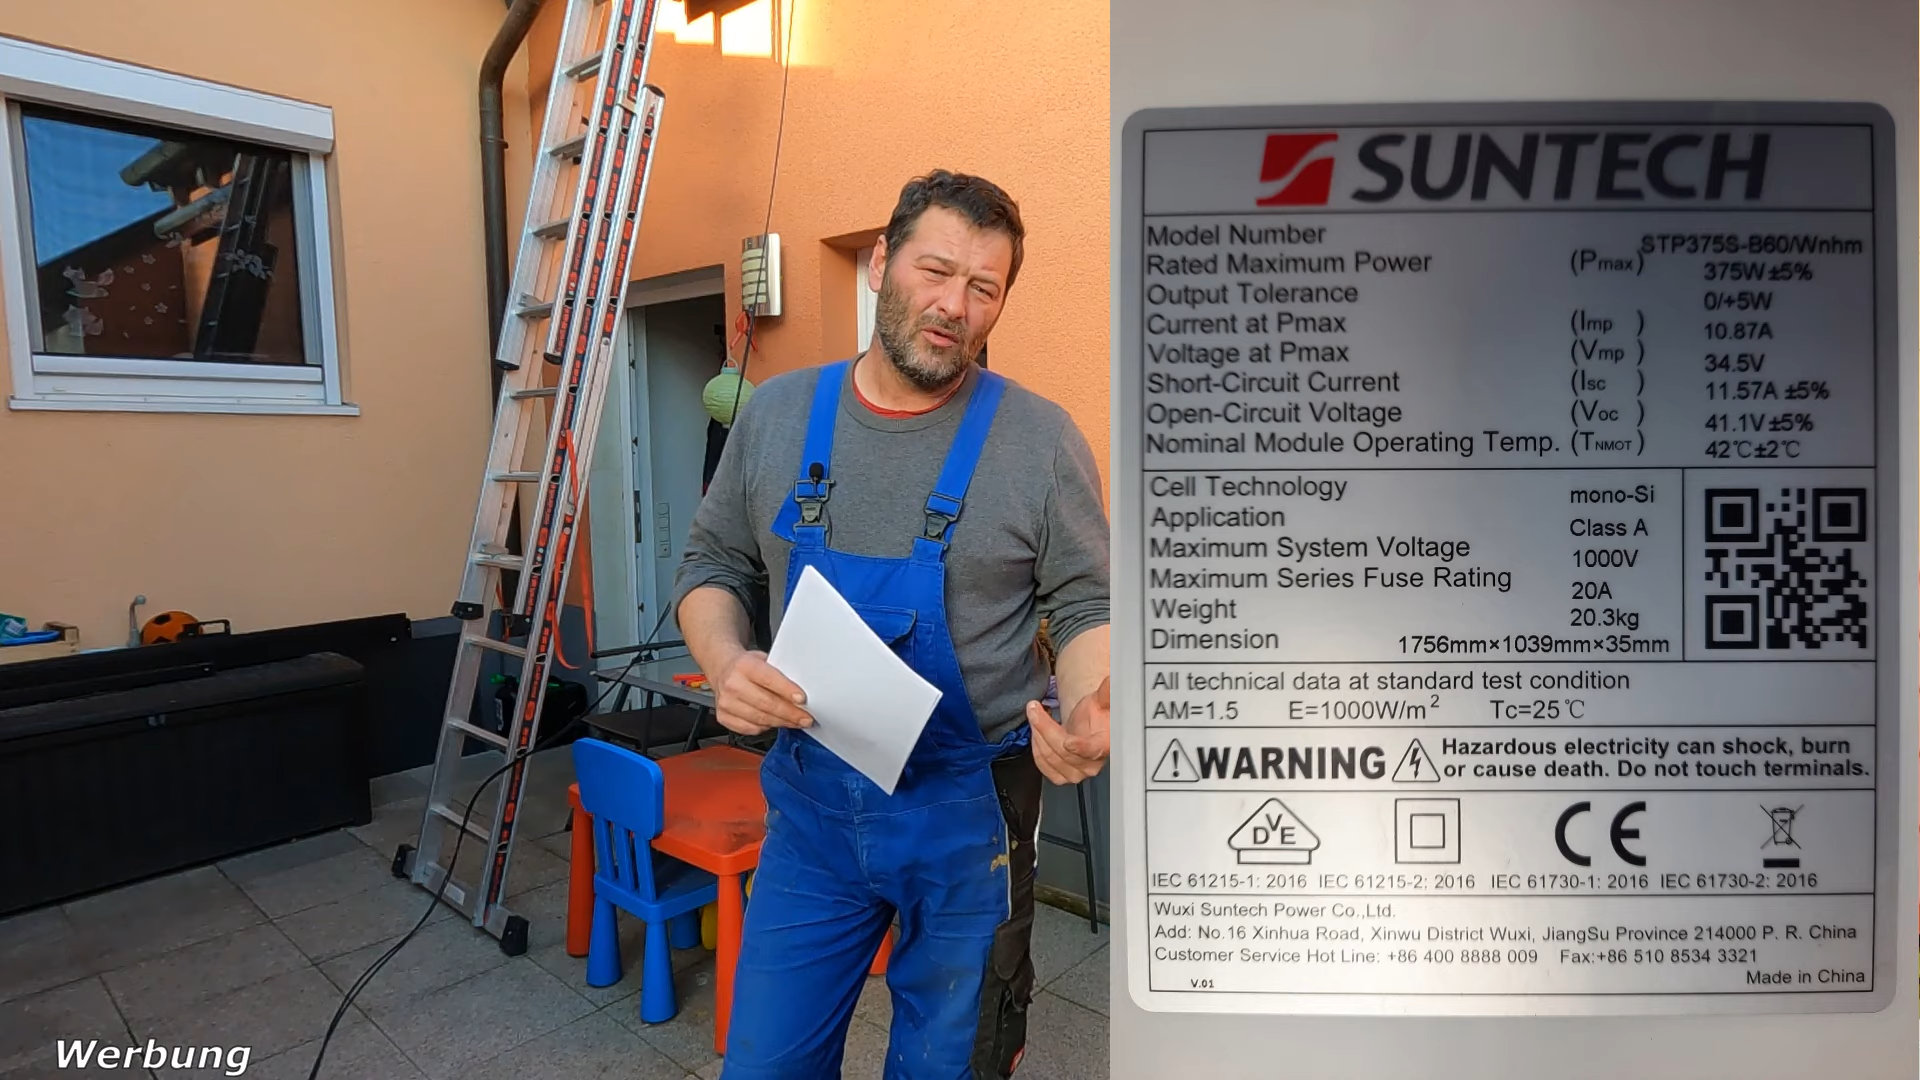 SUNTECH
Model Number STP375S-B60/Wnhm
Rated Maximum Power (Pmax) 375W±5%
Output Tolerance 0/+5W
Current at Pmax (Imp) 10.87A
Voltage at Pmax (Vmp) 34.5V
Short-Circuit Current (Isc) 11.57A ±5%
Open-Circuit Voltage (Voc) 41.1V±5%
Nominal Module Operating Temp. (TNMOT) 42℃±2℃
Cell Technology mono-Si
Application Class A
Maximum System Voltage 1000V
Maximum Series Fuse Rating 20A
Weight 20.3kg
Dimension 1756mm×1039mm×35mm
All technical data at standard test condition
AM=1.5 E=1000W/m² Tc=25℃
WARNING Hazardous electricity can shock, burn
or cause death. Do not touch terminals.
DVE CE
IEC 61215-1: 2016 IEC 61215-2: 2016 IEC 61730-1: 2016 IEC 61730-2: 2016
Wuxi Suntech Power Co.,Ltd.
Add: No.16 Xinhua Road, Xinwu District Wuxi, JiangSu Province 214000 P. R. China
Customer Service Hot Line: +86 400 8888 009 Fax:+86 510 8534 3321
Made in China
V.01
Werbung